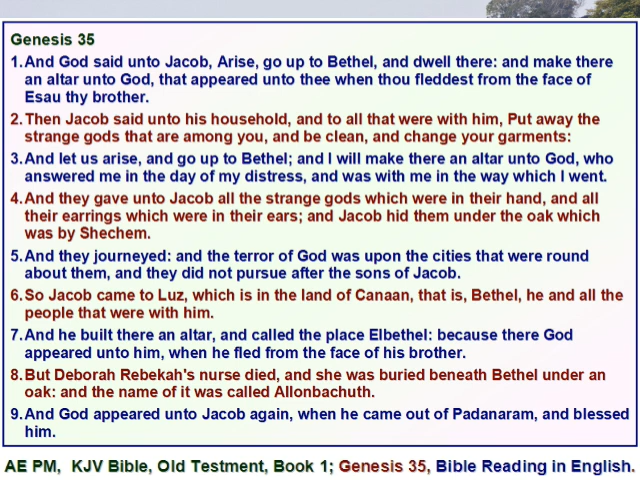 Genesis 35
1. And God said unto Jacob, Arise, go up to Bethel, and dwell there: and make there
an altar unto God, that appeared unto thee when thou fleddest from the face of
Esau thy brother.
2. Then Jacob said unto his household, and to all that were with him, Put away the
strange gods that are among you, and be clean, and change your garments:
3. And let us arise, and go up to Bethel; and I will make there an altar unto God, who
answered me in the day of my distress, and was with me in the way which I went.
4. And they gave unto Jacob all the strange gods which were in their hand, and all
their earrings which were in their ears; and Jacob hid them under the oak which
was by Shechem.
5. And they journeyed: and the terror of God was upon the cities that were round
about them, and they did not pursue after the sons of Jacob.
6. So Jacob came to Luz, which is in the land of Canaan, that is, Bethel, he and all the
people that were with him.
7. And he built there an altar, and called the place Elbethel: because there God
appeared unto him, when he fled from the face of his brother.
8. But Deborah Rebekah's nurse died, and she was buried beneath Bethel under an
oak: and the name of it was called Allonbachuth.
9. And God appeared unto Jacob again, when he came out of Padanaram, and blessed
him.
AE PM, KJV Bible, Old Testment, Book 1; Genesis 35, Bible Reading in English.